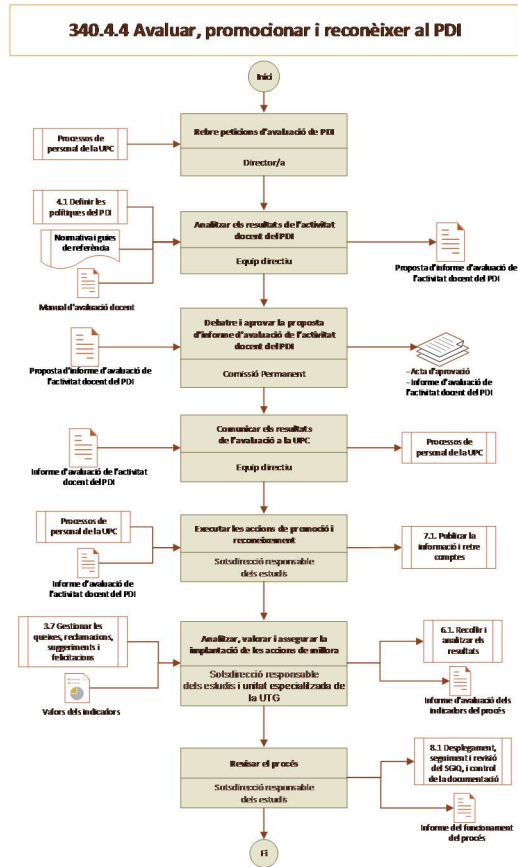 340.4.4 Avaluar, promocionar i reconèixer al PDI
Inici
Processos de
personal de la UPC
Rebre peticions d'avaluació de PDI
Director/a
4.1 Definir les
polítiques del PDI
Normativa i guies
de referència
Manual d'avaluació docent
Analitzar els resultats de l'activitat
docent del PDI
Equip directiu
Proposta d'informe d'avaluació de
l'activitat docent del PDI
Proposta d'informe d'avaluació de
l'activitat docent del PDI
Debatre i aprovar la proposta
d'informe d'avaluació de l'activitat
docent del PDI
Comissió Permanent
- Acta d'aprovació
- Informe d'avaluació de
l'activitat docent del PDI
Informe d'avaluació de l'activitat
docent del PDI
Comunicar els resultats
de l'avaluació a la UPC
Equip directiu
Processos de
personal de la UPC
Processos de
personal de la UPC
Informe d'avaluació de
l'activitat docent del PDI
Executar les accions de promoció i
reconeixement
Sotsdirecció responsable
dels estudis
7.1. Publicar la
informació i retre
comptes
3.7 Gestionar les
queixes, reclamacions,
suggeriments i
felicitacions
Valors dels indicadors
Analitzar, valorar i assegurar la
implantació de les accions de millora
Sotsdirecció responsable
dels estudis i unitat especialitzada de
la UTG
6.1. Recollir i
analitzar els
resultats
Informe d'avaluació dels
indicadors del procés
Revisar el procés
Sotsdirecció responsable
dels estudis
8.1 Desplegament,
seguiment i revisió
del SGIQ, i control
de la documentació
Informe del funcionament del
procés
Fi